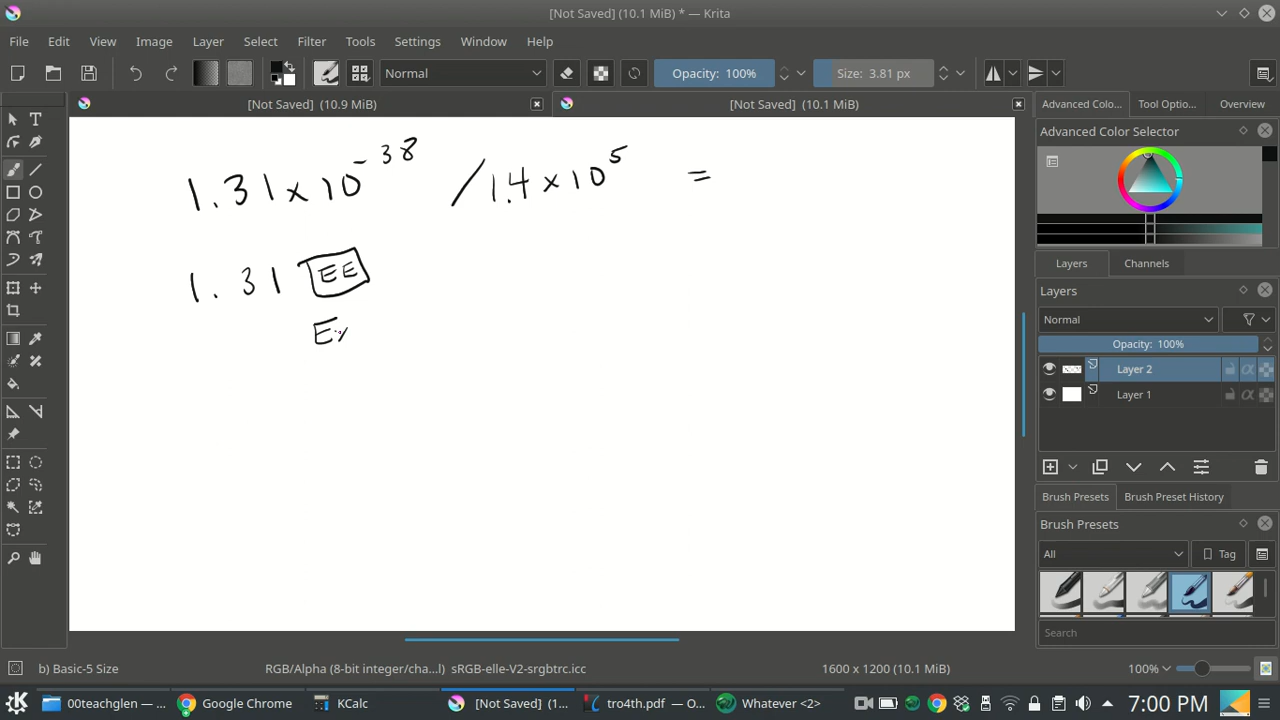 [Not Saved] (10.1 MiB) * — Krita
File Edit View Image Layer Select Filter Tools Settings Window Help
Normal Opacity: 100% Size: 3.81 px
[Not Saved] (10.9 MiB) [Not Saved] (10.1 MiB) Advanced Colo... Tool Optio... Overview
Advanced Color Selector
1.31 x 10⁻³⁸ / 1.4 x 10⁵ =
1.31 EE
Ex
Layers Channels
Layers
Normal
Opacity: 100%
Layer 2
Layer 1
Brush Presets Brush Preset History
Brush Presets
All Tag
Search
b) Basic-5 Size RGB/Alpha (8-bit integer/cha...l) sRGB-elle-V2-srgbtrc.icc 1600 x 1200 (10.1 MiB) 100%
00teachglen — ... Google Chrome KCalc [Not Saved] (1... tro4th.pdf — O... Whatever <2> 7:00 PM